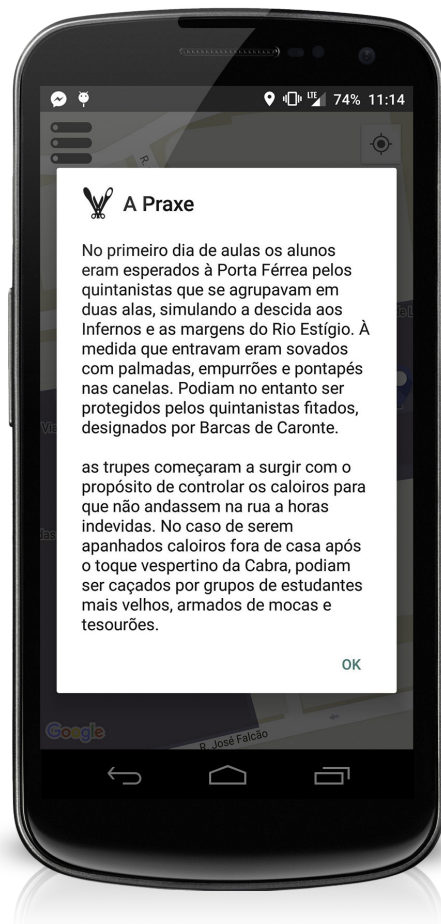 74% 11:14
LTE
R.
A Praxe
No primeiro dia de aulas os alunos
eram esperados à Porta Férrea pelos
quintanistas que se agrupavam em
duas alas, simulando a descida aos
Infernos e as margens do Rio Estígio. À
medida que entravam eram sovados
com palmadas, empurrões e pontapés
nas canelas. Podiam no entanto ser
protegidos pelos quintanistas fitados,
designados por Barcas de Caronte.
as trupes começaram a surgir com o
propósito de controlar os caloiros para
que não andassem na rua a horas
indevidas. No caso de serem
apanhados caloiros fora de casa após
o toque vespertino da Cabra, podiam
ser caçados por grupos de estudantes
mais velhos, armados de mocas e
tesourões.
OK
Google
R. José Falcão